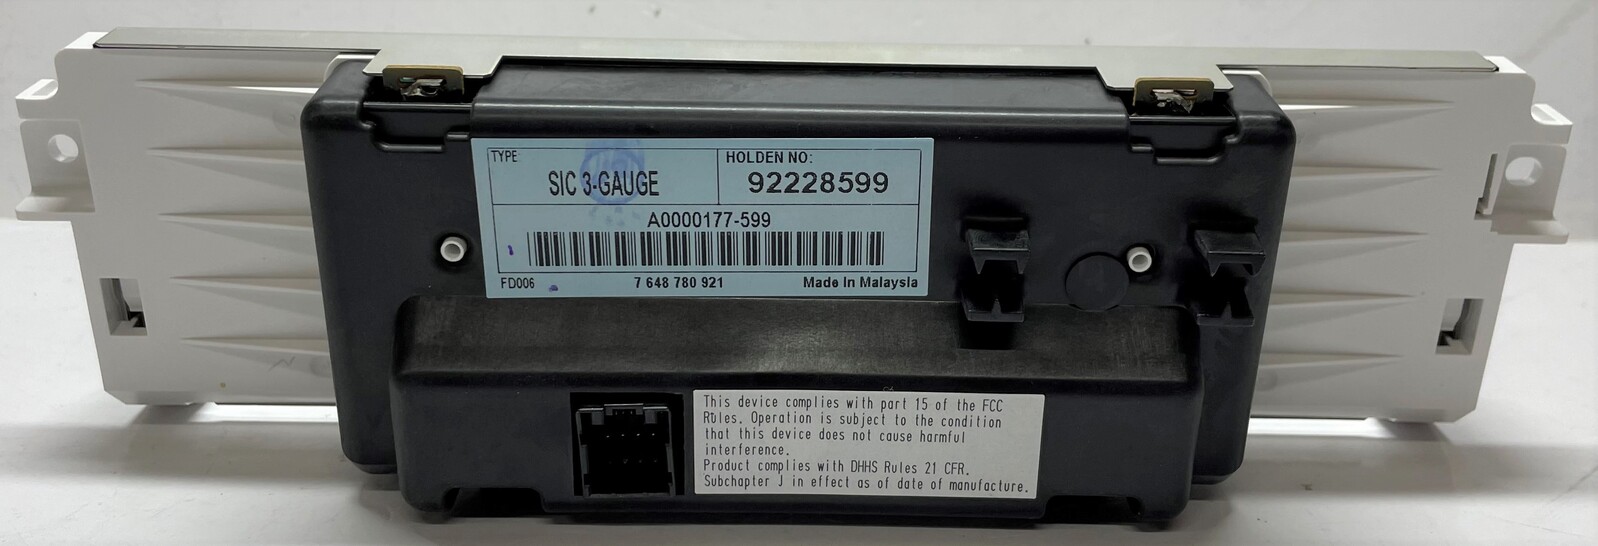 TYPE:
SIC 3-GAUGE
HOLDEN NO:
92228599
A0000177-599
FD006
7 648 780 921
Made In Malaysia
This device complies with part 15 of the FCC
Rules. Operation is subject to the condition
that this device does not cause harmful
interference.
Product complies with DHHS Rules 21 CFR.
Subchapter J in effect as of date of manufacture.